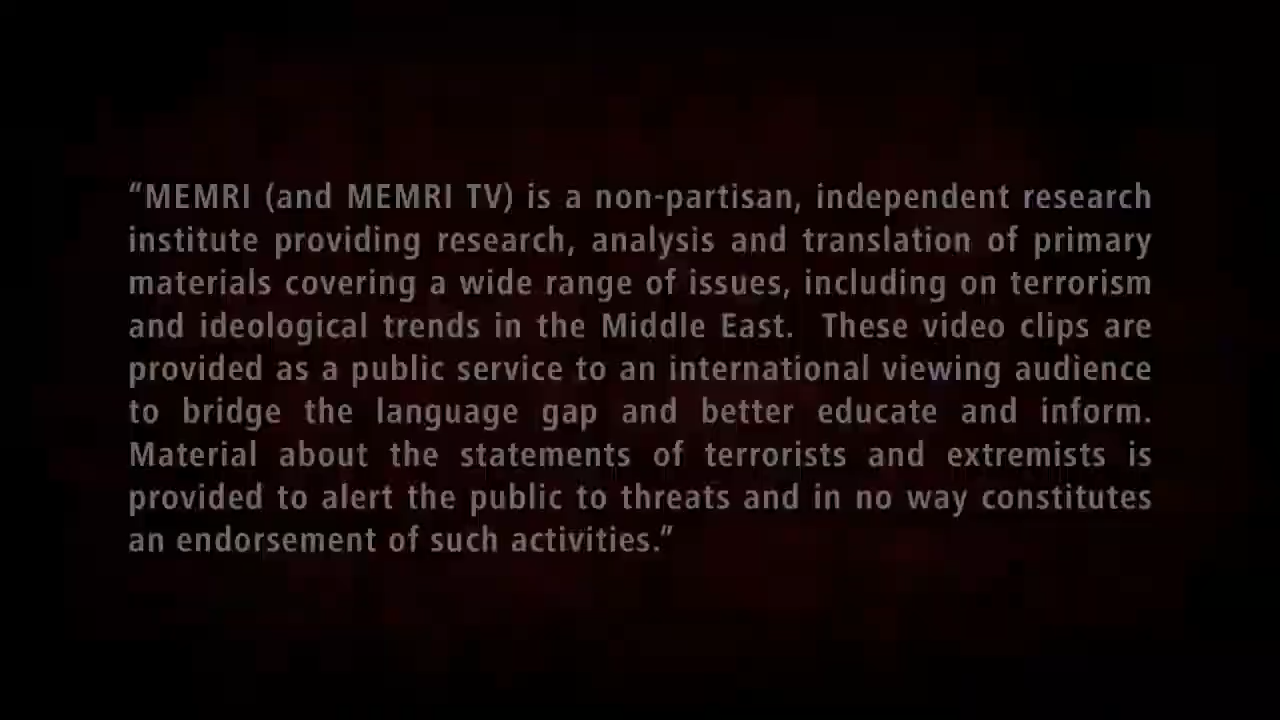 “MEMRI (and MEMRI TV) is a non-partisan, independent research
institute providing research, analysis and translation of primary
materials covering a wide range of issues, including on terrorism
and ideological trends in the Middle East.  These video clips are
provided as a public service to an international viewing audience
to bridge the language gap and better educate and inform.
Material about the statements of terrorists and extremists is
provided to alert the public to threats and in no way constitutes
an endorsement of such activities.”